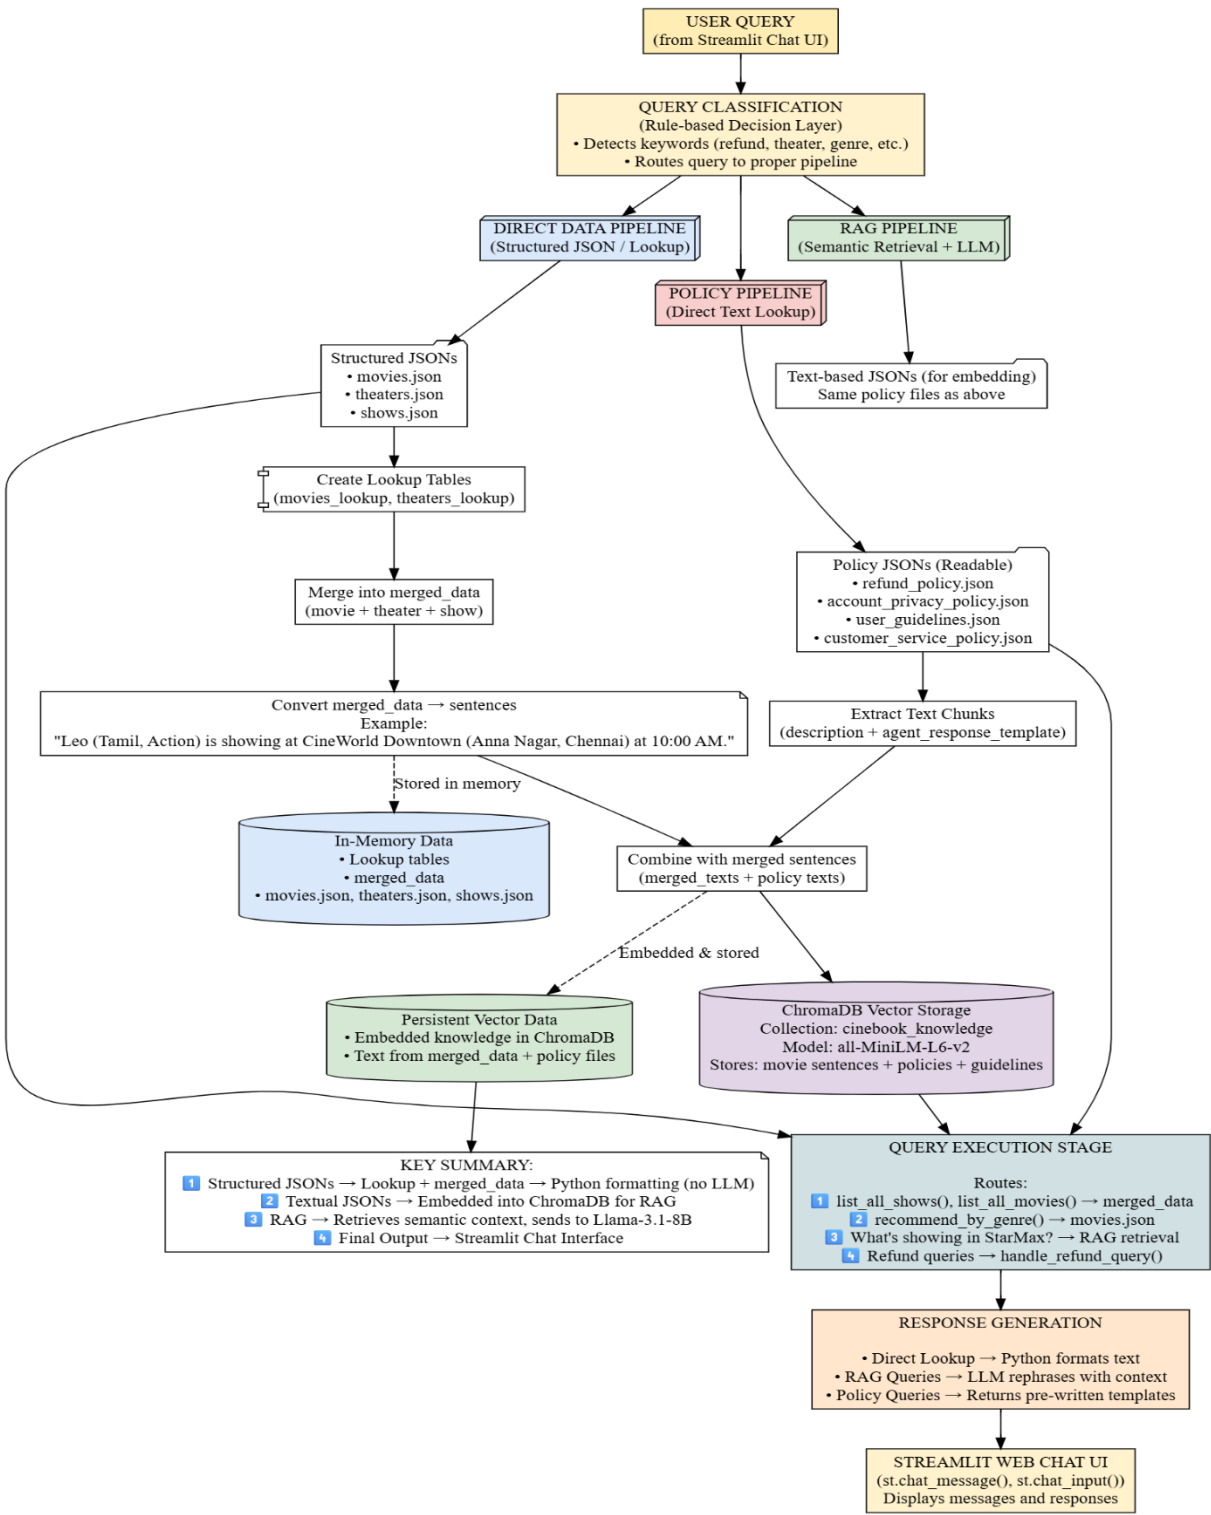 USER QUERY
(from Streamlit Chat UI)
QUERY CLASSIFICATION
(Rule-based Decision Layer)
• Detects keywords (refund, theater, genre, etc.)
• Routes query to proper pipeline
DIRECT DATA PIPELINE
(Structured JSON / Lookup)
RAG PIPELINE
(Semantic Retrieval + LLM)
POLICY PIPELINE
(Direct Text Lookup)
Structured JSONs
• movies.json
• theaters.json
• shows.json
Text-based JSONs (for embedding)
Same policy files as above
Create Lookup Tables
(movies_lookup, theaters_lookup)
Policy JSONs (Readable)
• refund_policy.json
• account_privacy_policy.json
• user_guidelines.json
• customer_service_policy.json
Merge into merged_data
(movie + theater + show)
Convert merged_data → sentences
Example:
"Leo (Tamil, Action) is showing at CineWorld Downtown (Anna Nagar, Chennai) at 10:00 AM."
Extract Text Chunks
(description + agent_response_template)
Stored in memory
In-Memory Data
• Lookup tables
• merged_data
• movies.json, theaters.json, shows.json
Combine with merged sentences
(merged_texts + policy texts)
Embedded & stored
Persistent Vector Data
• Embedded knowledge in ChromaDB
• Text from merged_data + policy files
ChromaDB Vector Storage
Collection: cinebook_knowledge
Model: all-MiniLM-L6-v2
Stores: movie sentences + policies + guidelines
KEY SUMMARY:
1️⃣ Structured JSONs → Lookup + merged_data → Python formatting (no LLM)
2️⃣ Textual JSONs → Embedded into ChromaDB for RAG
3️⃣ RAG → Retrieves semantic context, sends to Llama-3.1-8B
4️⃣ Final Output → Streamlit Chat Interface
QUERY EXECUTION STAGE
Routes:
1️⃣ list_all_shows(), list_all_movies() → merged_data
2️⃣ recommend_by_genre() → movies.json
3️⃣ What's showing in StarMax? → RAG retrieval
4️⃣ Refund queries → handle_refund_query()
RESPONSE GENERATION
• Direct Lookup → Python formats text
• RAG Queries → LLM rephrases with context
• Policy Queries → Returns pre-written templates
STREAMLIT WEB CHAT UI
(st.chat_message(), st.chat_input())
Displays messages and responses